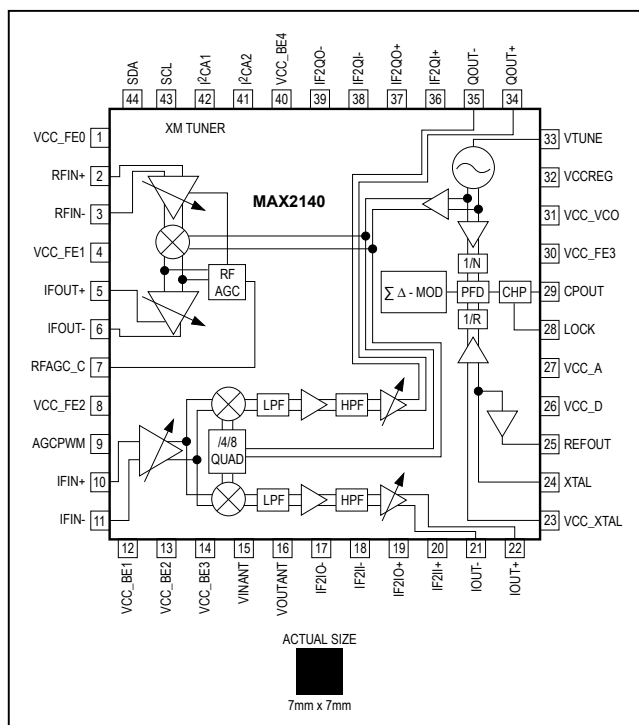 SDA
SCL
I²CA1
I²CA2
VCC_BE4
IF2QO-
IF2QI-
IF2QO+
IF2QI+
QOUT-
QOUT+
44 43 42 41 40 39 38 37 36 35 34
XM TUNER
MAX2140
VCC_FE0 1
RFIN+ 2
RFIN- 3
VCC_FE1 4
IFOUT+ 5
IFOUT- 6
RFAGC_C 7
VCC_FE2 8
AGCPWM 9
IFIN+ 10
IFIN- 11
RF
AGC
1/N
∑ Δ - MOD
PFD
CHP
1/R
LPF
HPF
/4/8
QUAD
LPF
HPF
33 VTUNE
32 VCCREG
31 VCC_VCO
30 VCC_FE3
29 CPOUT
28 LOCK
27 VCC_A
26 VCC_D
25 REFOUT
24 XTAL
23 VCC_XTAL
12 13 14 15 16 17 18 19 20 21 22
VCC_BE1
VCC_BE2
VCC_BE3
VINANT
VOUTANT
IF2IO-
IF2II-
IF2IO+
IF2II+
IOUT-
IOUT+
ACTUAL SIZE
7mm x 7mm